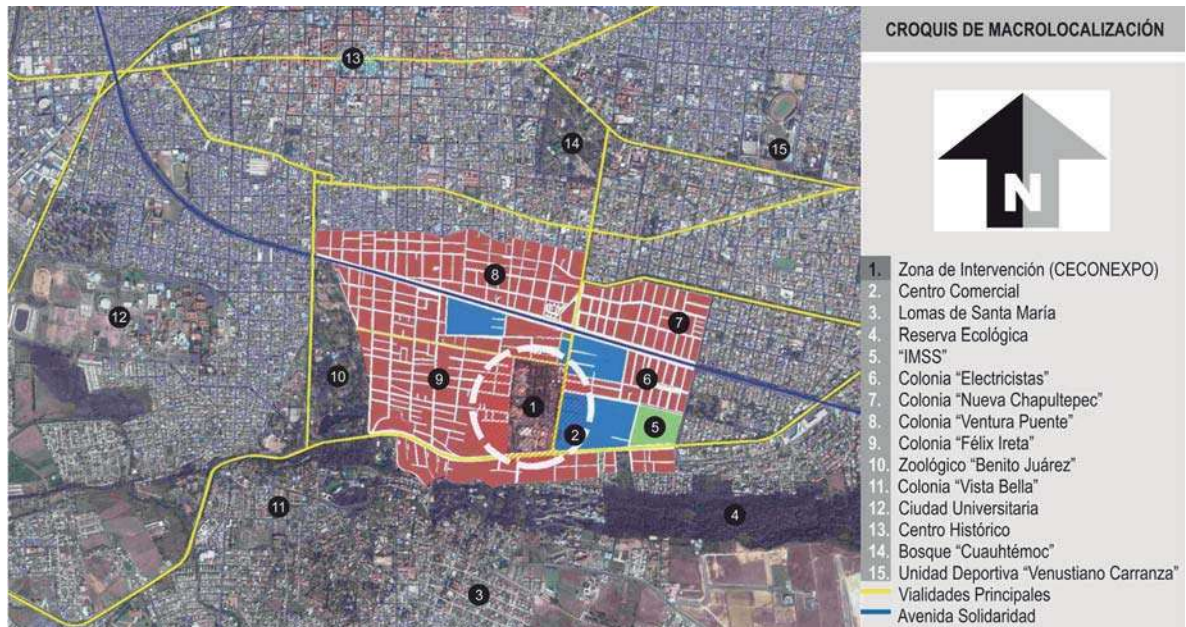 CROQUIS DE MACROLOCALIZACIÓN
N
1. Zona de Intervención (CECONEXPO)
2. Centro Comercial
3. Lomas de Santa María
4. Reserva Ecológica
5. “IMSS”
6. Colonia “Electricistas”
7. Colonia “Nueva Chapultepec”
8. Colonia “Ventura Puente”
9. Colonia “Félix Ireta”
10. Zoológico “Benito Juárez”
11. Colonia “Vista Bella”
12. Ciudad Universitaria
13. Centro Histórico
14. Bosque “Cuauhtémoc”
15. Unidad Deportiva “Venustiano Carranza”
Vialidades Principales
Avenida Solidaridad
13
14
15
8
12
7
10
9
6
1
2
5
11
4
3